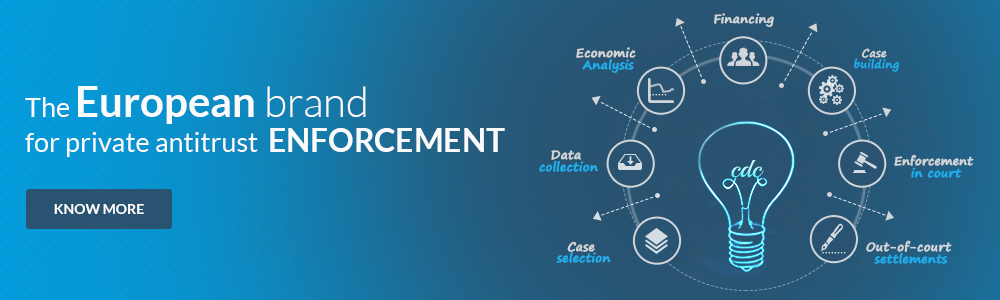 The European brand
for private antitrust ENFORCEMENT
KNOW MORE
Financing
Economic
Analysis
Case
building
Data
collection
cdc
Enforcement
in court
Case
selection
Out-of-court
settlements